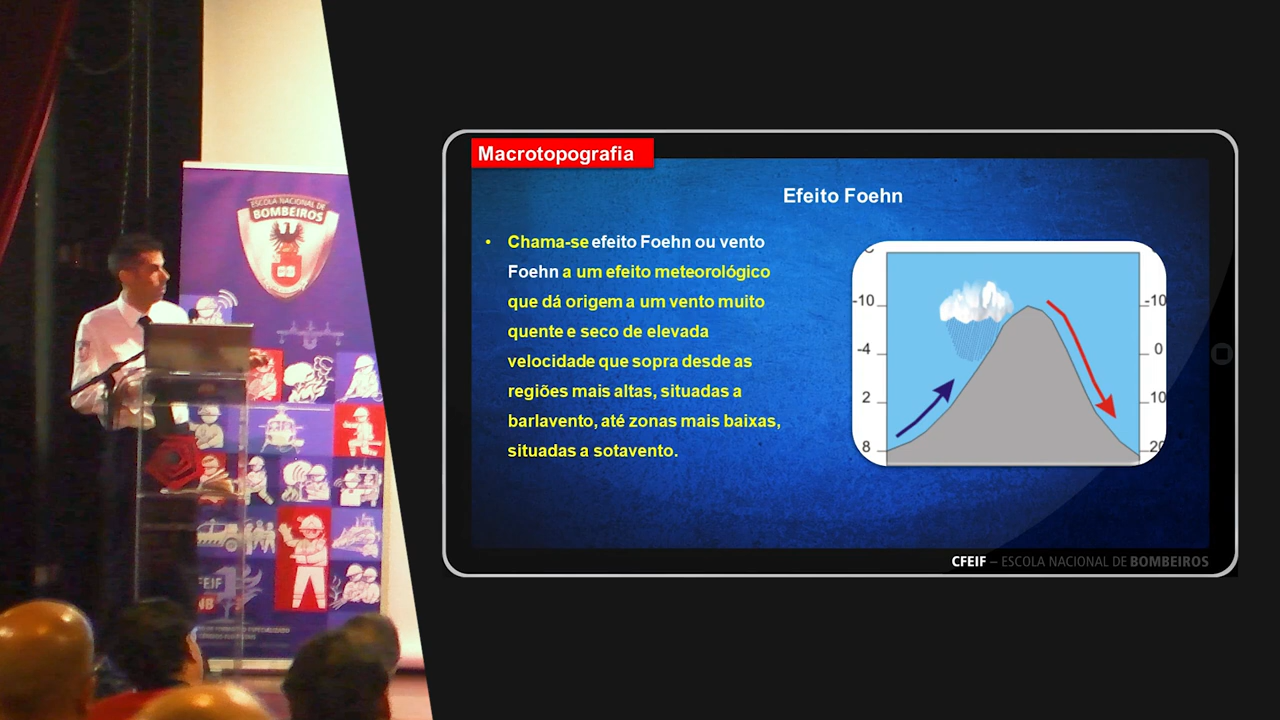 ESCOLA NACIONAL DE
BOMBEIROS
CFEIF
Macrotopografia
Efeito Foehn
• Chama-se efeito Foehn ou vento
Foehn a um efeito meteorológico
que dá origem a um vento muito
quente e seco de elevada
velocidade que sopra desde as
regiões mais altas, situadas a
barlavento, até zonas mais baixas,
situadas a sotavento.
-10 -10
-4 0
2 10
8 20
CFEIF – ESCOLA NACIONAL DE BOMBEIROS